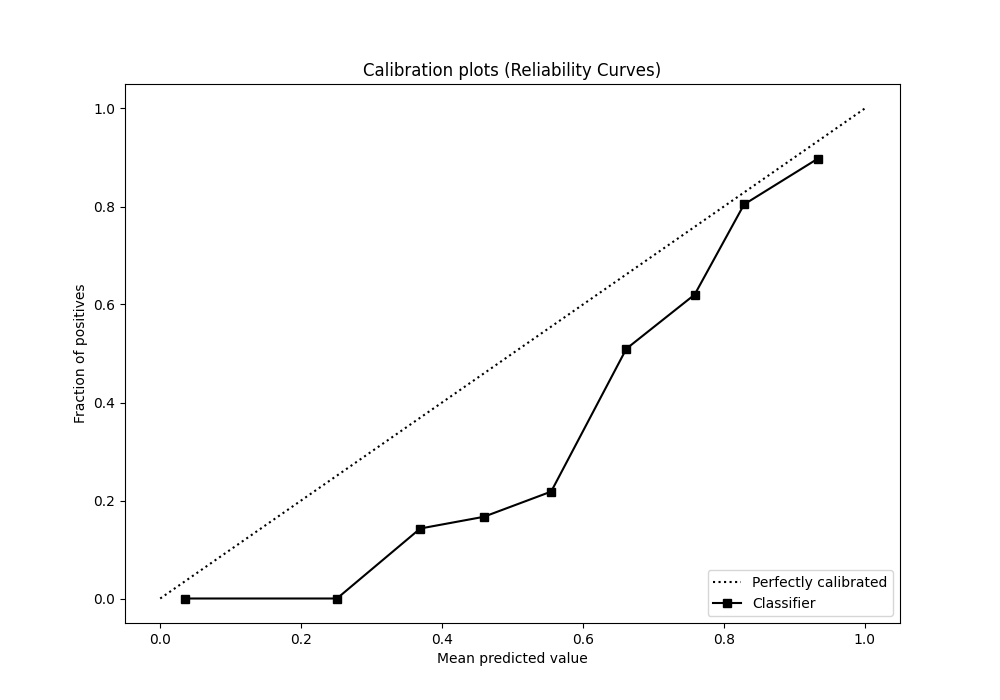 Calibration plots (Reliability Curves)
1.0
0.8
0.6
0.4
0.2
0.0
Fraction of positives
0.0 0.2 0.4 0.6 0.8 1.0
Mean predicted value
Perfectly calibrated
Classifier